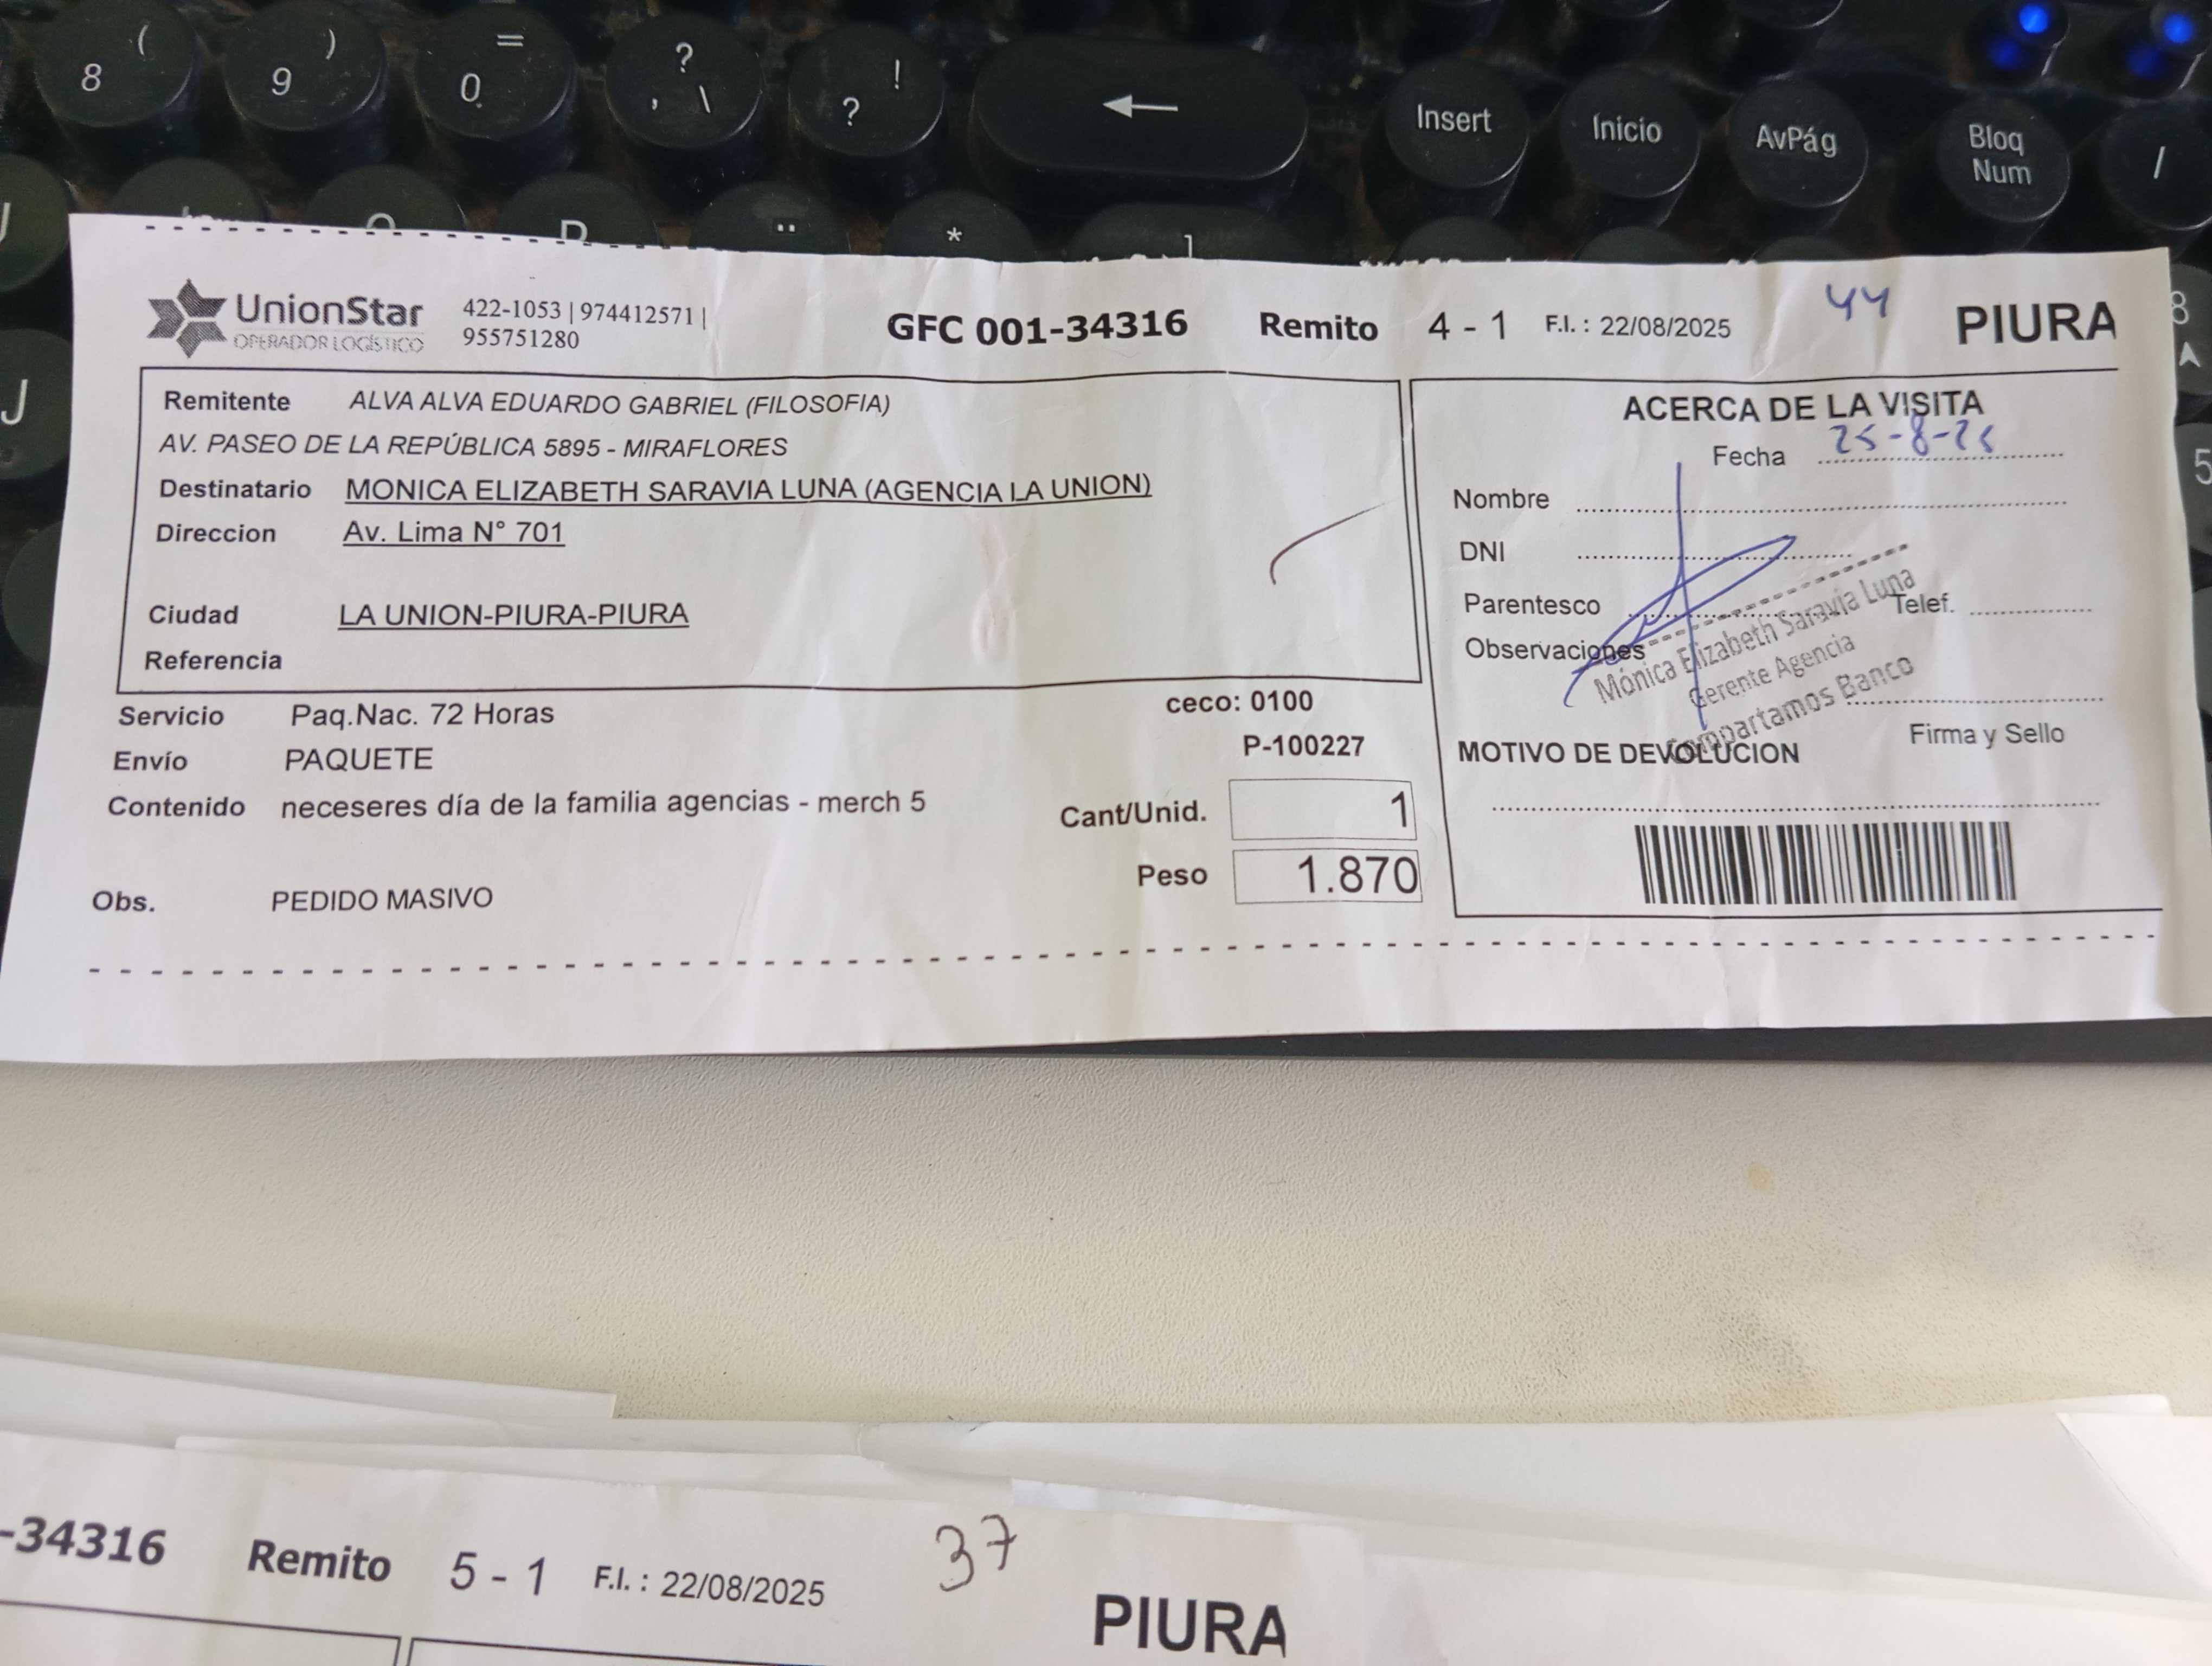 ( ) = ? !
8 9 0 , \ ? ← Insert Inicio AvPág Bloq Num /
P ¨ * ]
J
8
5
UnionStar
OPERADOR LOGÍSTICO
422-1053 | 974412571 |
955751280
GFC 001-34316 Remito 4 - 1 F.I. : 22/08/2025 44 PIURA
Remitente ALVA ALVA EDUARDO GABRIEL (FILOSOFIA)
AV. PASEO DE LA REPÚBLICA 5895 - MIRAFLORES
Destinatario MONICA ELIZABETH SARAVIA LUNA (AGENCIA LA UNION)
Direccion Av. Lima N° 701
Ciudad LA UNION-PIURA-PIURA
Referencia
Servicio Paq.Nac. 72 Horas
ceco: 0100
Envío PAQUETE
P-100227
Contenido neceseres día de la familia agencias - merch 5
Cant/Unid. 1
Peso 1.870
Obs. PEDIDO MASIVO
ACERCA DE LA VISITA
Fecha 25-8-25
Nombre
DNI
Parentesco Telef.
Observaciones
Mónica Elizabeth Saravia Luna
Gerente Agencia
Compartamos Banco
Firma y Sello
MOTIVO DE DEVOLUCION
-34316 Remito 5 - 1 F.I. : 22/08/2025 37
PIURA